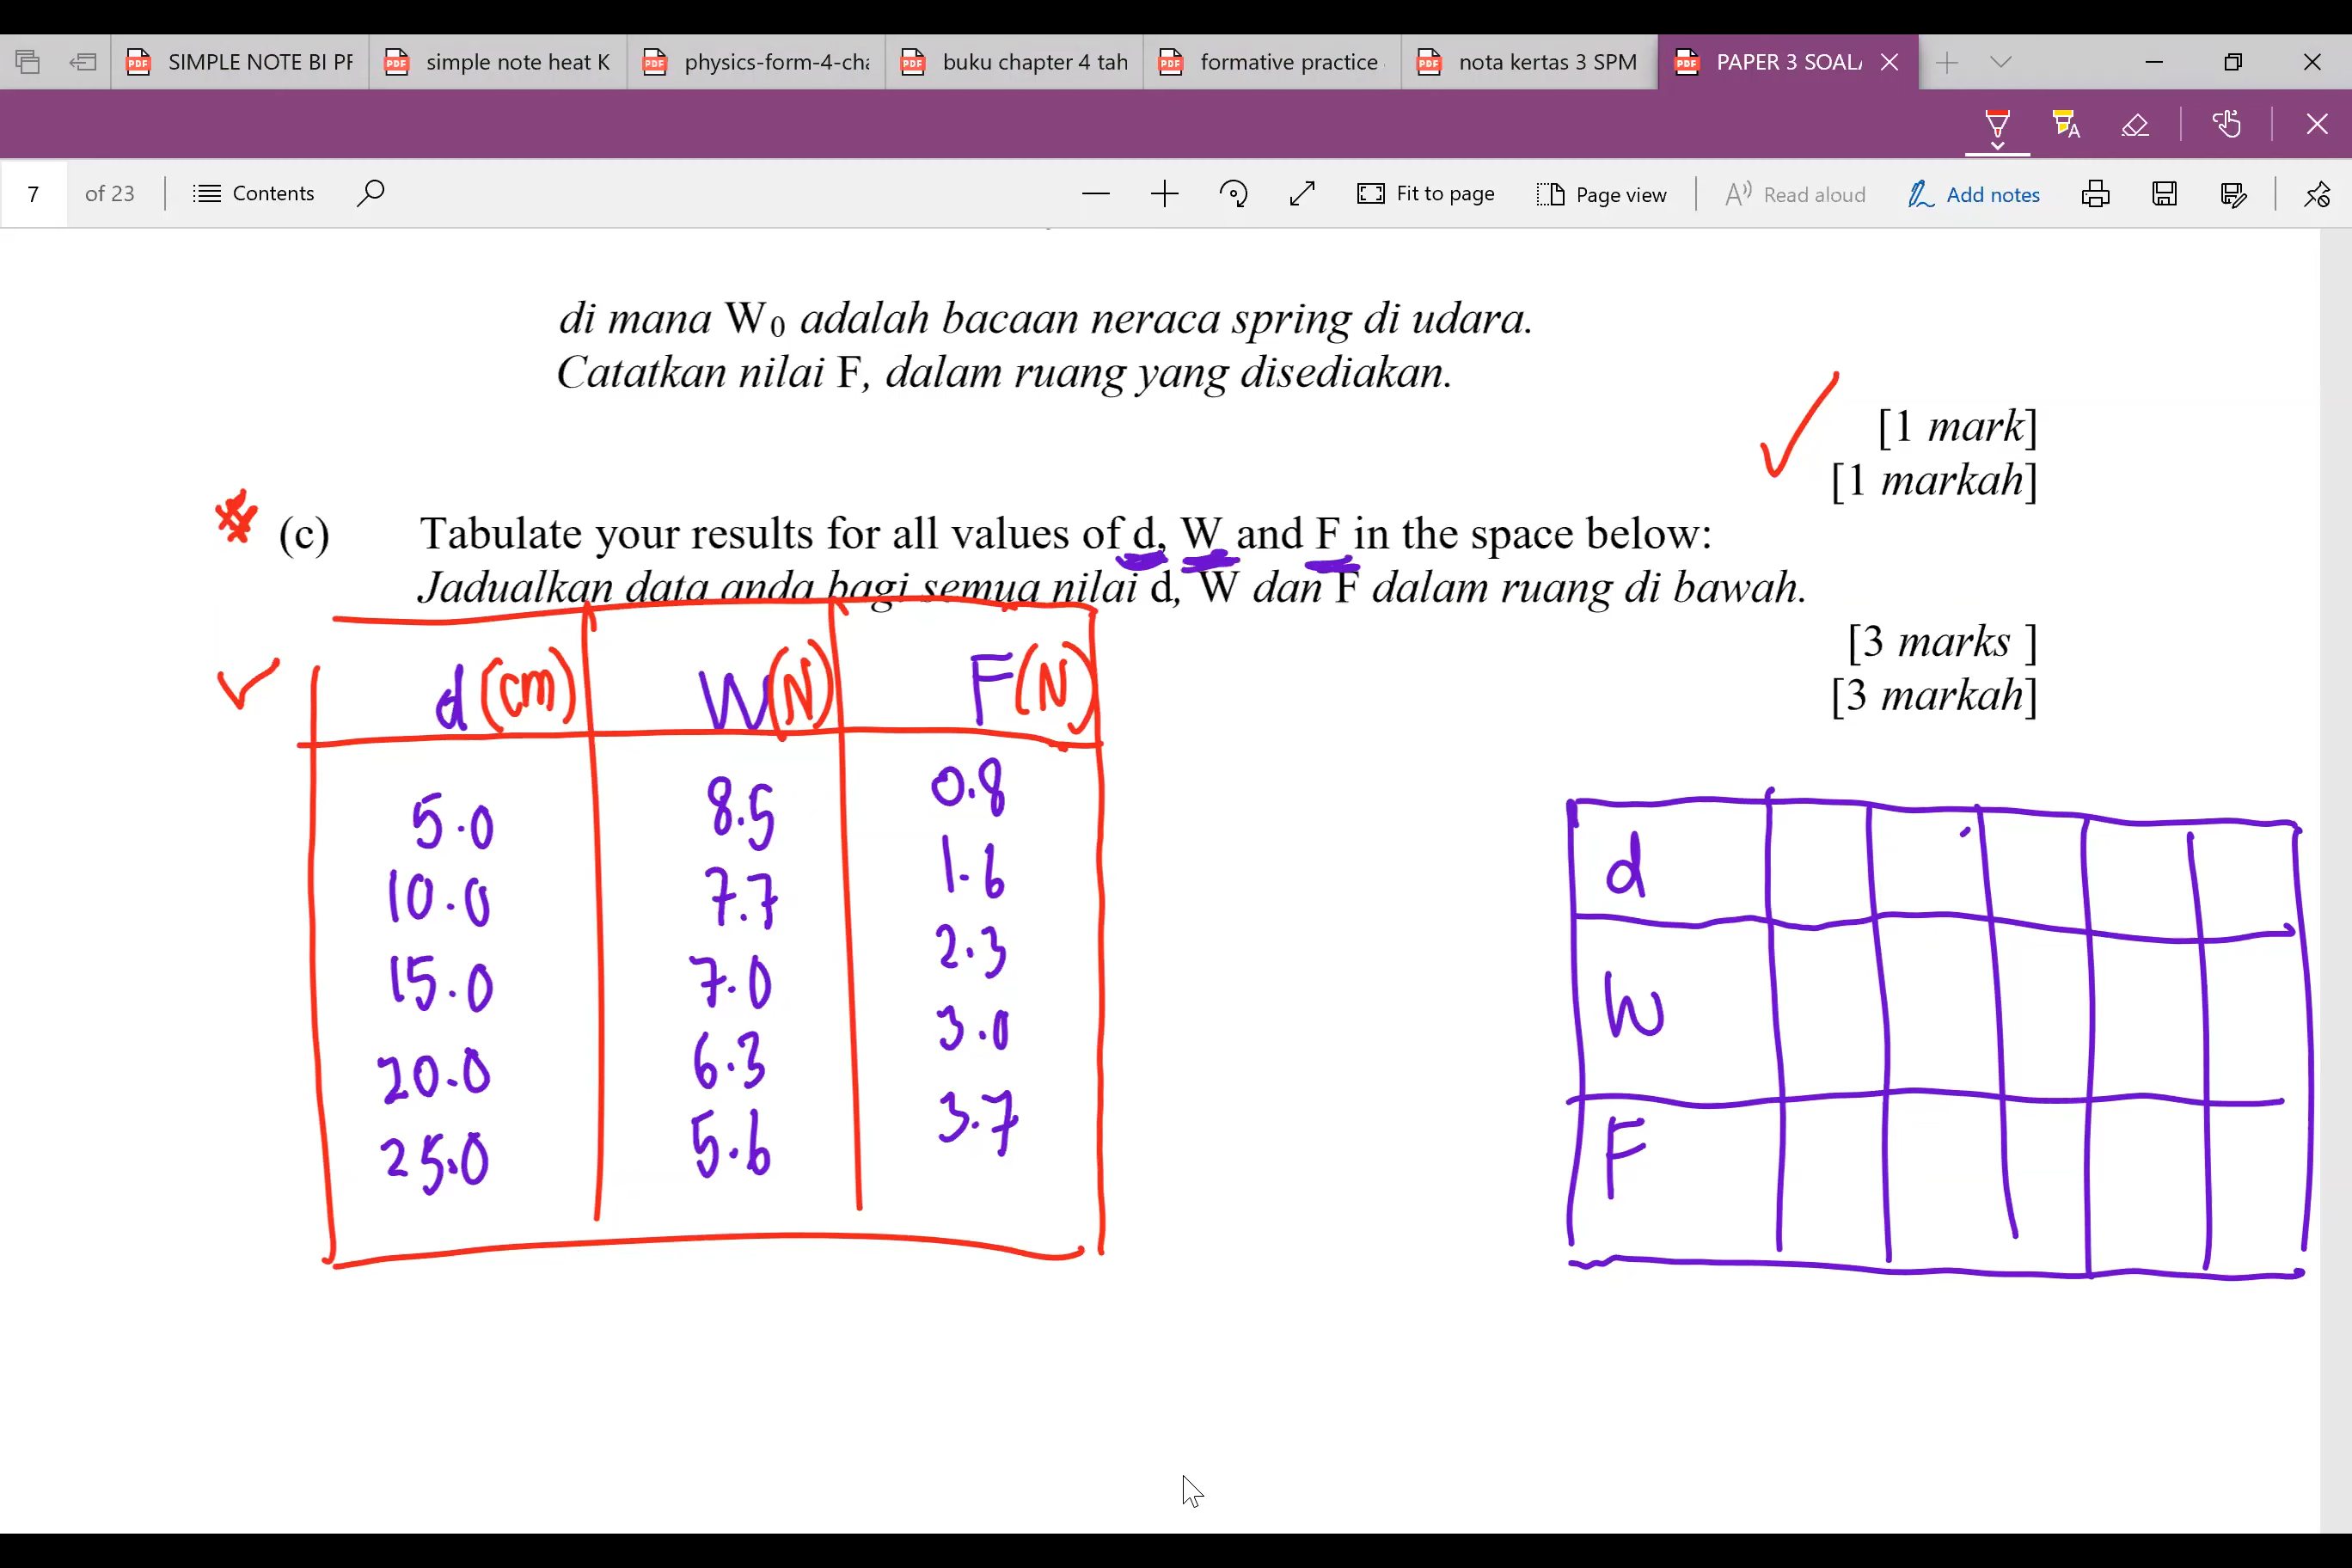 SIMPLE NOTE BI PF
simple note heat K
physics-form-4-cha
buku chapter 4 tah
formative practice
nota kertas 3 SPM
PAPER 3 SOAL
7 of 23
Contents
Fit to page
Page view
Read aloud
Add notes
di mana W₀ adalah bacaan neraca spring di udara.
Catatkan nilai F, dalam ruang yang disediakan.
[1 mark]
[1 markah]
(c) Tabulate your results for all values of d, W and F in the space below:
Jadualkan data anda bagi semua nilai d, W dan F dalam ruang di bawah.
[3 marks ]
[3 markah]
d (cm) W(N) F(N)
5.0 8.5 0.8
10.0 7.7 1.6
15.0 7.0 2.3
20.0 6.3 3.0
25.0 5.6 3.7
d
W
F